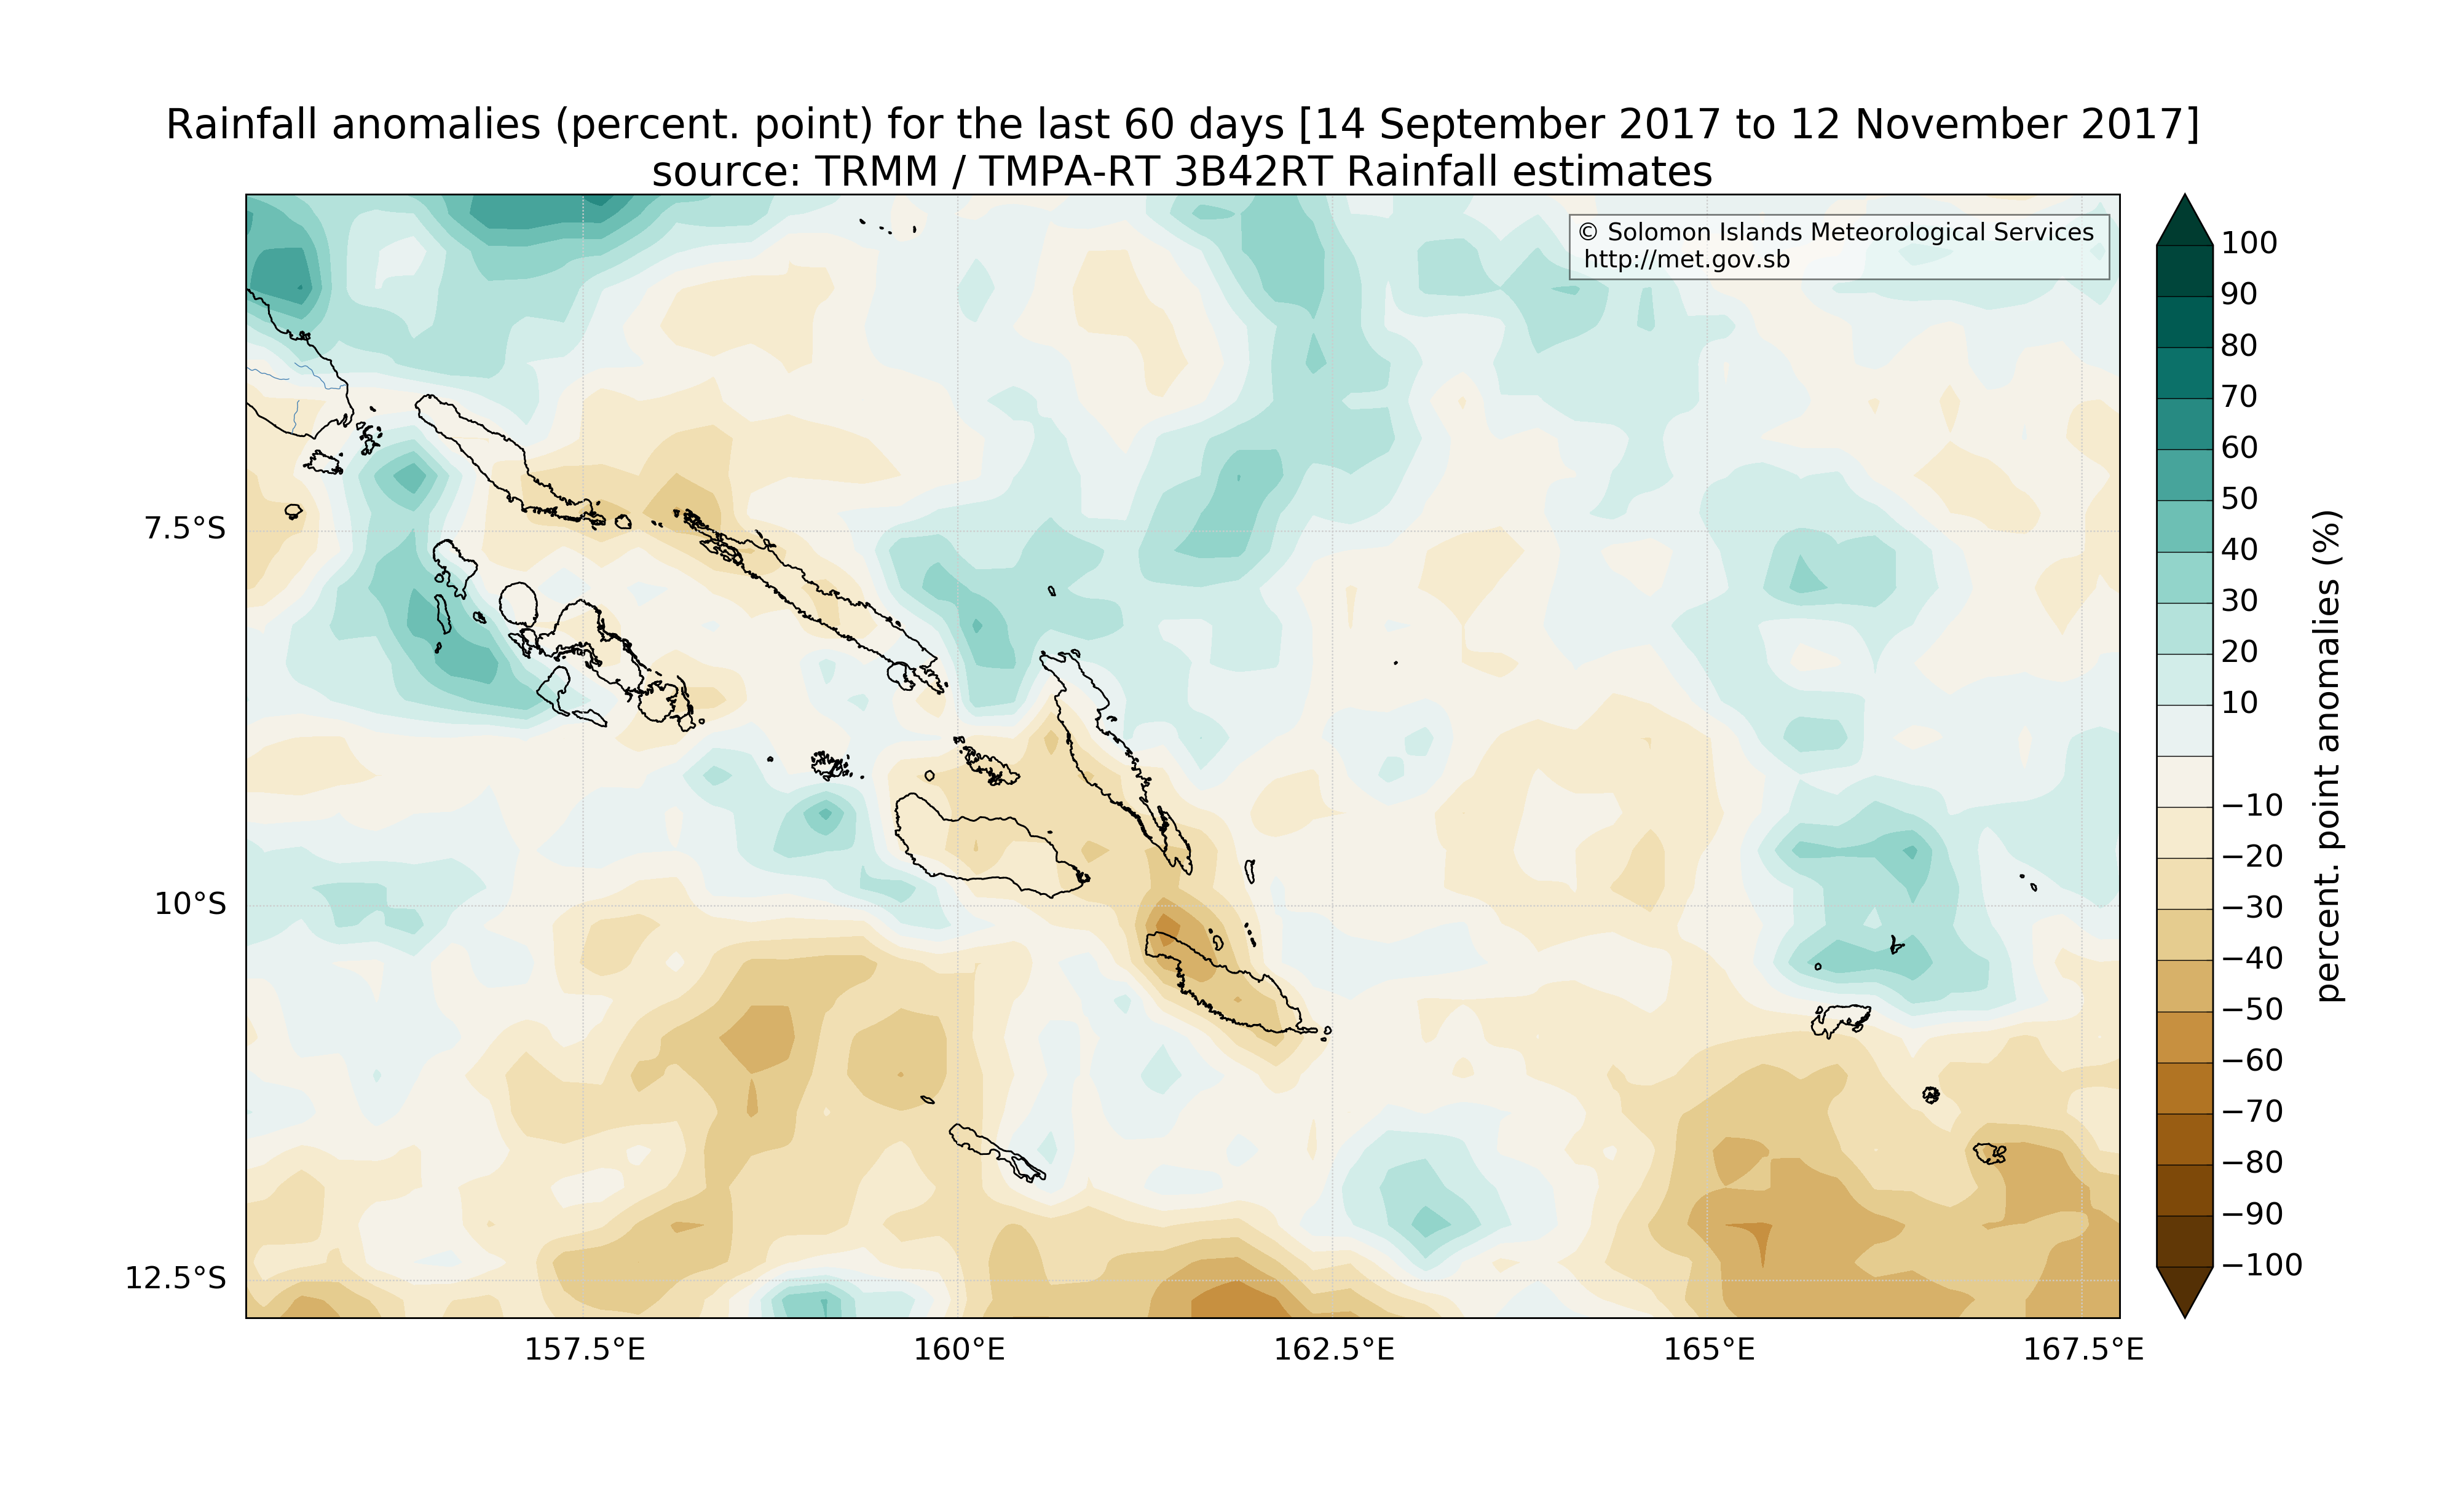 Rainfall anomalies (percent. point) for the last 60 days [14 September 2017 to 12 November 2017]
source: TRMM / TMPA-RT 3B42RT Rainfall estimates
© Solomon Islands Meteorological Services
http://met.gov.sb
7.5°S
10°S
12.5°S
157.5°E
160°E
162.5°E
165°E
167.5°E
100
90
80
70
60
50
40
30
20
10
−10
−20
−30
−40
−50
−60
−70
−80
−90
−100
percent. point anomalies (%)